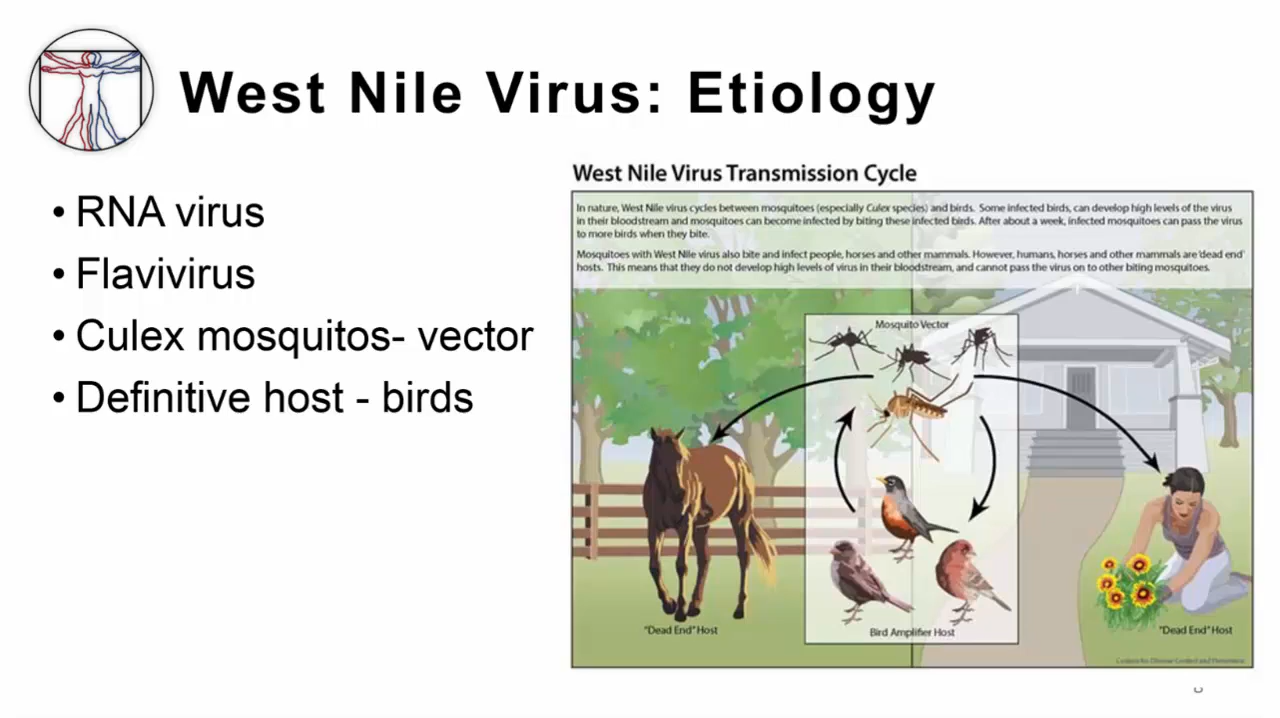 West Nile Virus: Etiology
• RNA virus
• Flavivirus
• Culex mosquitos- vector
• Definitive host - birds
West Nile Virus Transmission Cycle
In nature, West Nile virus cycles between mosquitoes (especially Culex species) and birds. Some infected birds, can develop high levels of the virus
in their bloodstream and mosquitoes can become infected by biting these infected birds. After about a week, infected mosquitoes can pass the virus
to more birds when they bite.
Mosquitoes with West Nile virus also bite and infect people, horses and other mammals. However, humans, horses and other mammals are 'dead end'
hosts. This means that they do not develop high levels of virus in their bloodstream, and cannot pass the virus on to other biting mosquitoes.
Mosquito Vector
"Dead End" Host
Bird Amplifier Host
"Dead End" Host
Centers for Disease Control and Prevention